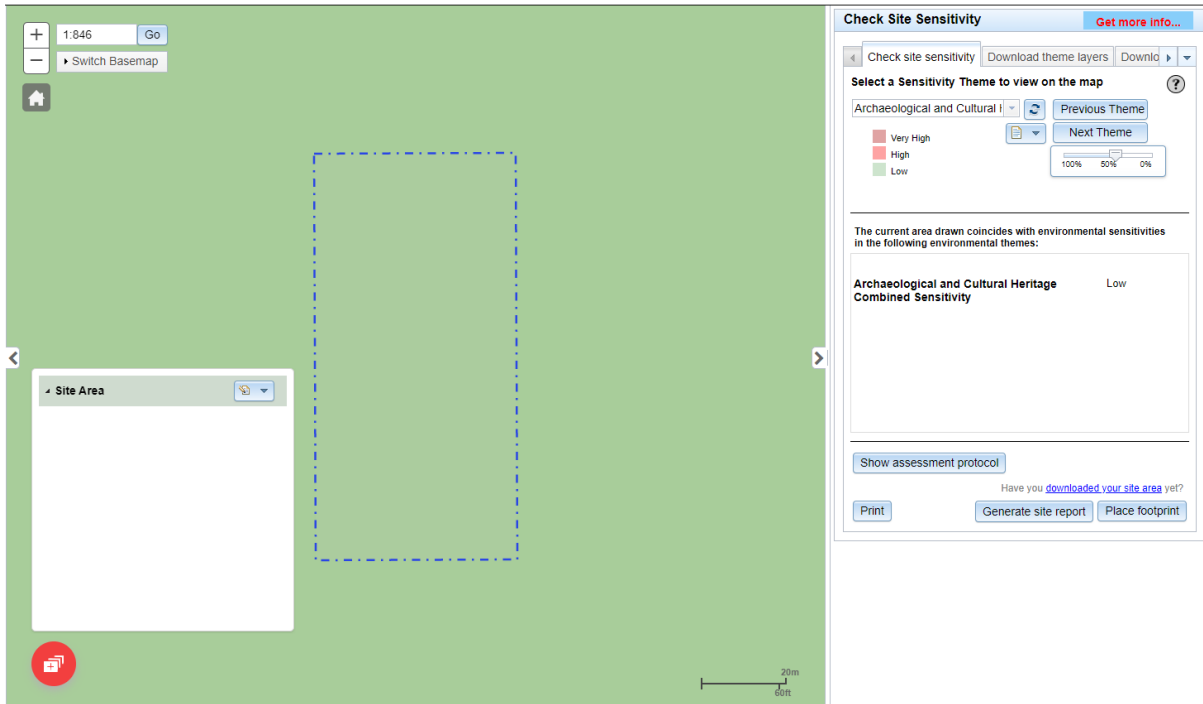 1:846
Go
Switch Basemap
Site Area
20m
60ft
Check Site Sensitivity
Get more info...
Check site sensitivity
Download theme layers
Downlo
Select a Sensitivity Theme to view on the map
?
Archaeological and Cultural H
Previous Theme
Next Theme
Very High
High
Low
100% 50% 0%
The current area drawn coincides with environmental sensitivities
in the following environmental themes:
Archaeological and Cultural Heritage
Combined Sensitivity
Low
Show assessment protocol
Have you downloaded your site area yet?
Print
Generate site report
Place footprint